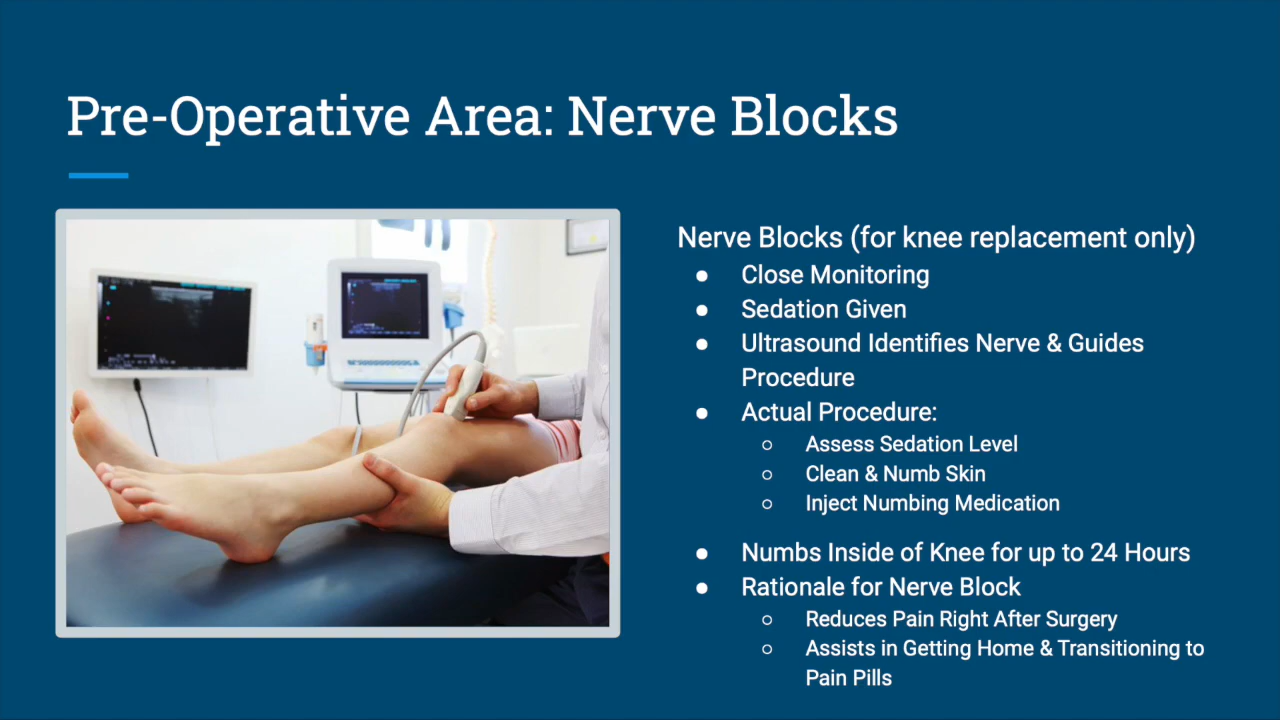 Pre-Operative Area: Nerve Blocks
Nerve Blocks (for knee replacement only)
● Close Monitoring
● Sedation Given
● Ultrasound Identifies Nerve & Guides
Procedure
● Actual Procedure:
○ Assess Sedation Level
○ Clean & Numb Skin
○ Inject Numbing Medication
● Numbs Inside of Knee for up to 24 Hours
● Rationale for Nerve Block
○ Reduces Pain Right After Surgery
○ Assists in Getting Home & Transitioning to
Pain Pills